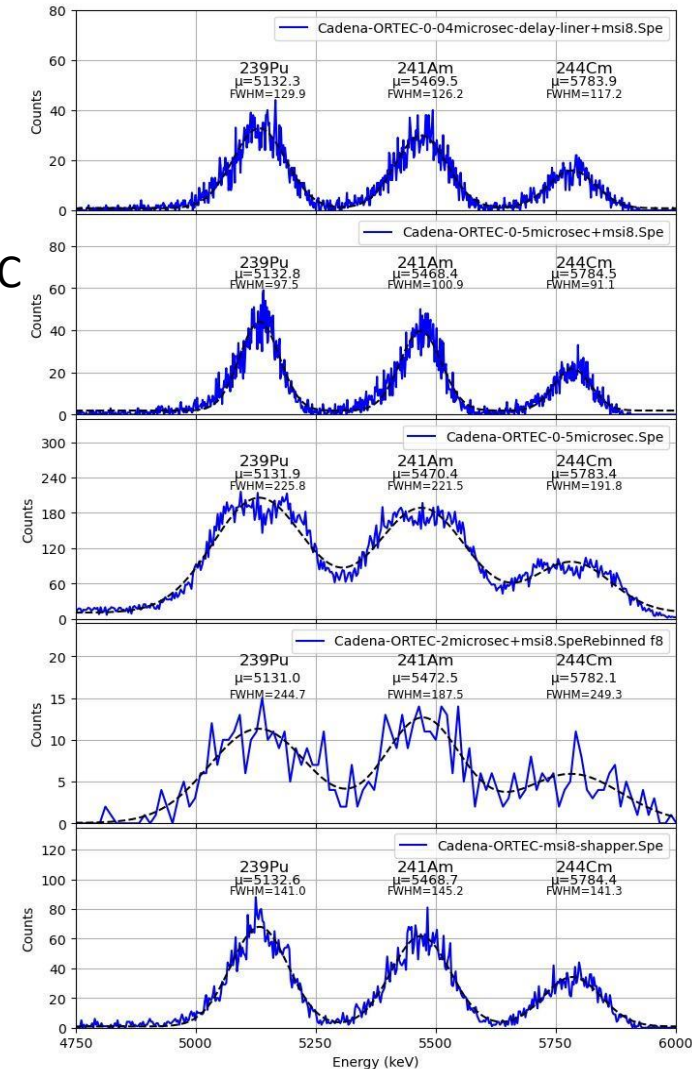 Cadena-ORTEC-0-04microsec-delay-liner+msi8.Spe
80
60
40
20
0
Counts
239Pu
μ=5132.3
FWHM=129.9
241Am
μ=5469.5
FWHM=126.2
244Cm
μ=5783.9
FWHM=117.2
C
Cadena-ORTEC-0-5microsec+msi8.Spe
80
60
40
20
0
Counts
239Pu
μ=5132.8
FWHM=97.5
241Am
μ=5468.4
FWHM=100.9
244Cm
μ=5784.5
FWHM=91.1
Cadena-ORTEC-0-5microsec.Spe
300
240
180
120
60
0
Counts
239Pu
μ=5131.9
FWHM=225.8
241Am
μ=5470.4
FWHM=221.5
244Cm
μ=5783.4
FWHM=191.8
Cadena-ORTEC-2microsec+msi8.SpeRebinned f8
20
15
10
5
0
Counts
239Pu
μ=5131.0
FWHM=244.7
241Am
μ=5472.5
FWHM=187.5
244Cm
μ=5782.1
FWHM=249.3
Cadena-ORTEC-msi8-shapper.Spe
120
100
80
60
40
20
0
Counts
239Pu
μ=5132.6
FWHM=141.0
241Am
μ=5468.7
FWHM=145.2
244Cm
μ=5784.4
FWHM=141.3
4750 5000 5250 5500 5750 6000
Energy (keV)